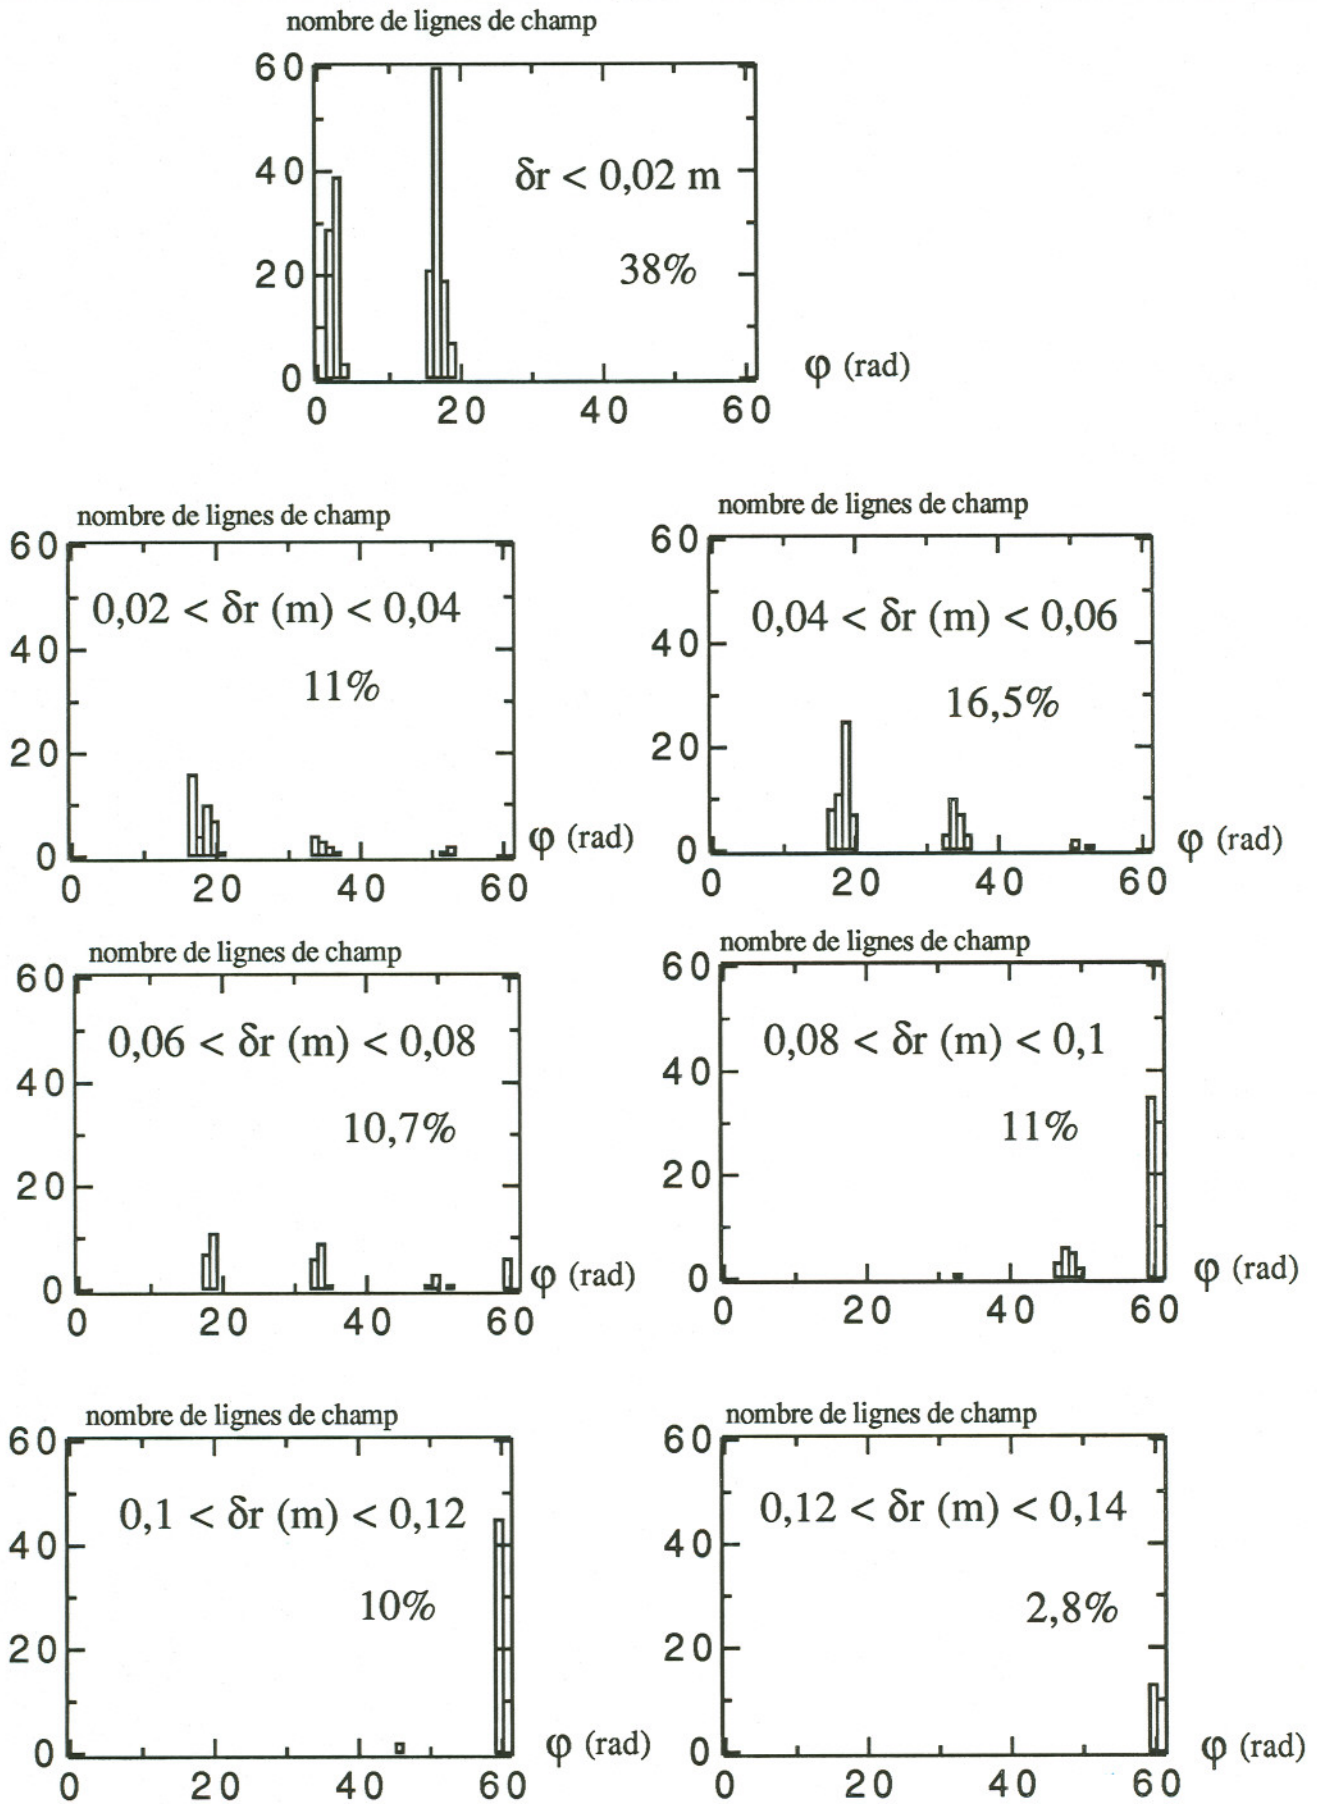 nombre de lignes de champ
60
40
20
0
δr < 0,02 m
38%
φ (rad)
0 20 40 60
nombre de lignes de champ
60
40
20
0
0,02 < δr (m) < 0,04
11%
φ (rad)
0 20 40 60
nombre de lignes de champ
60
40
20
0
0,04 < δr (m) < 0,06
16,5%
φ (rad)
0 20 40 60
nombre de lignes de champ
60
40
20
0
0,06 < δr (m) < 0,08
10,7%
φ (rad)
0 20 40 60
nombre de lignes de champ
60
40
20
0
0,08 < δr (m) < 0,1
11%
φ (rad)
0 20 40 60
nombre de lignes de champ
60
40
20
0
0,1 < δr (m) < 0,12
10%
φ (rad)
0 20 40 60
nombre de lignes de champ
60
40
20
0
0,12 < δr (m) < 0,14
2,8%
φ (rad)
0 20 40 60